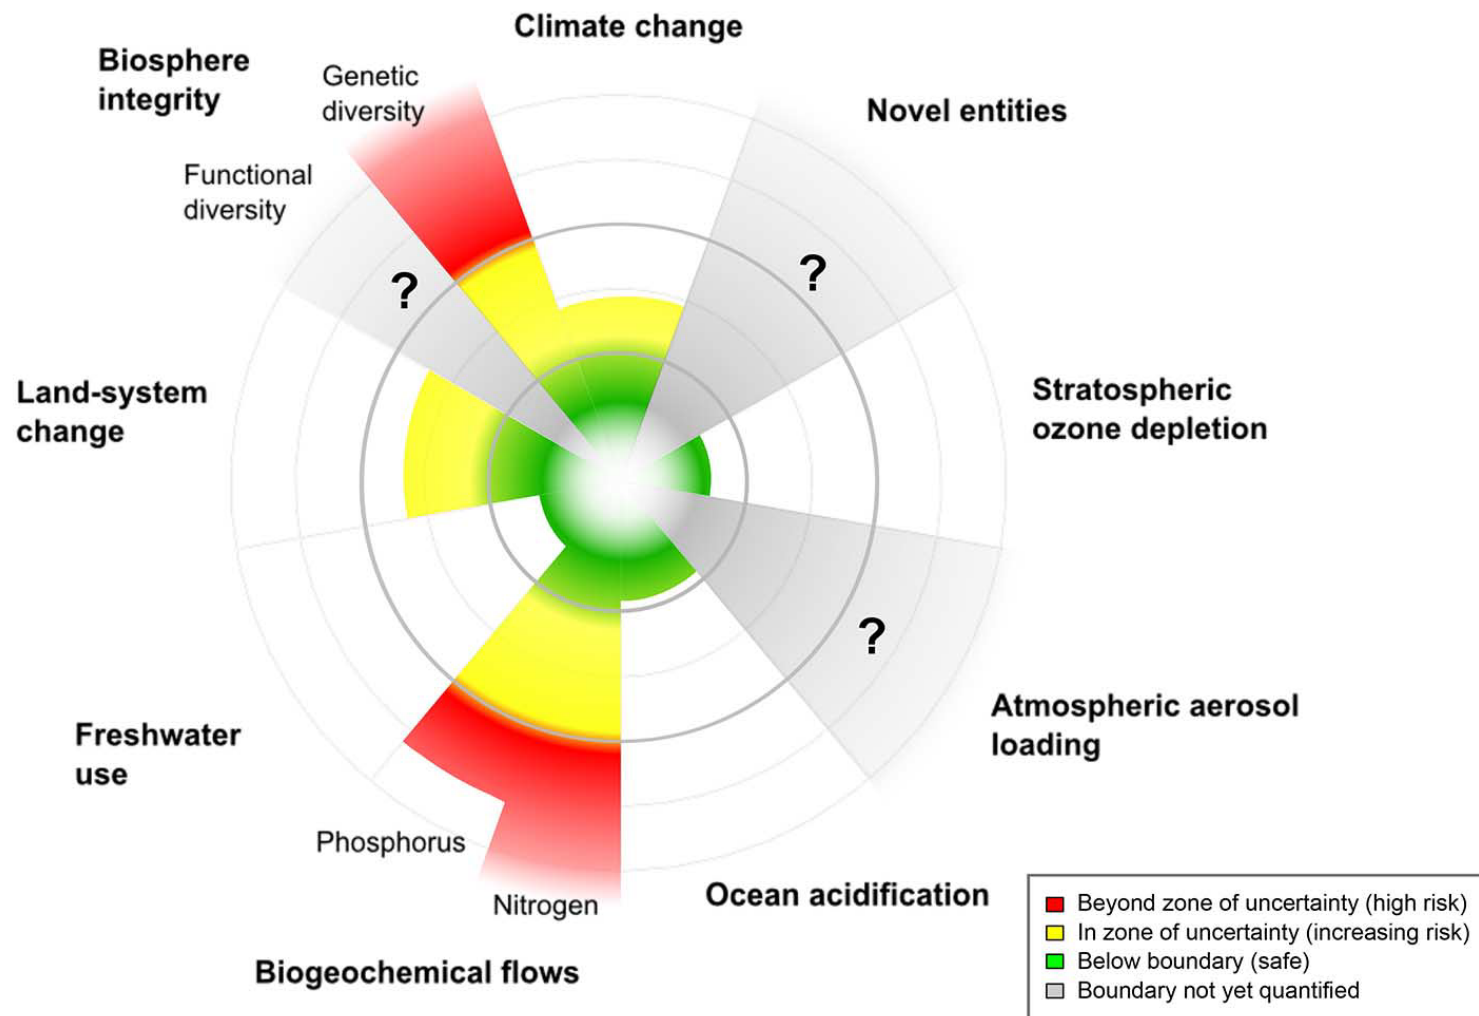 Climate change
Biosphere
integrity
Genetic
diversity
Novel entities
Functional
diversity
?
?
Land-system
change
Stratospheric
ozone depletion
?
Atmospheric aerosol
loading
Freshwater
use
Phosphorus
Nitrogen
Ocean acidification
Biogeochemical flows
Beyond zone of uncertainty (high risk)
In zone of uncertainty (increasing risk)
Below boundary (safe)
Boundary not yet quantified